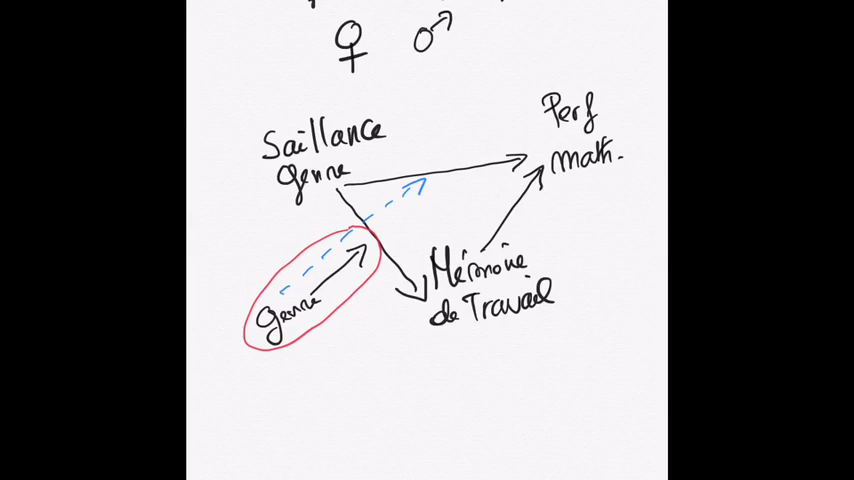 ♀ ♂
Saillance
genre
Perf
math.
Mémoire
de Travail
genre